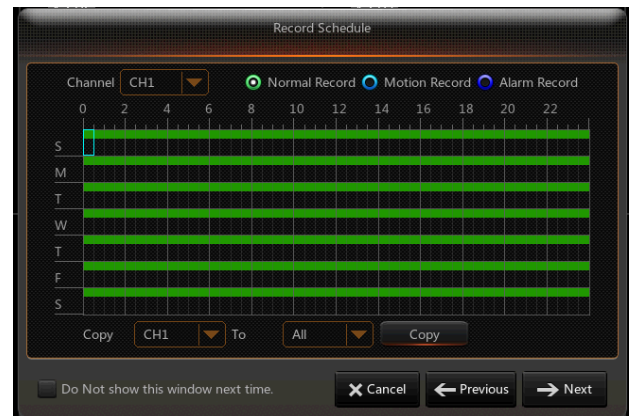 Record Schedule
Channel CH1 Normal Record Motion Record Alarm Record
0 2 4 6 8 10 12 14 16 18 20 22
S
M
T
W
T
F
S
Copy CH1 To All Copy
Do Not show this window next time. Cancel Previous Next